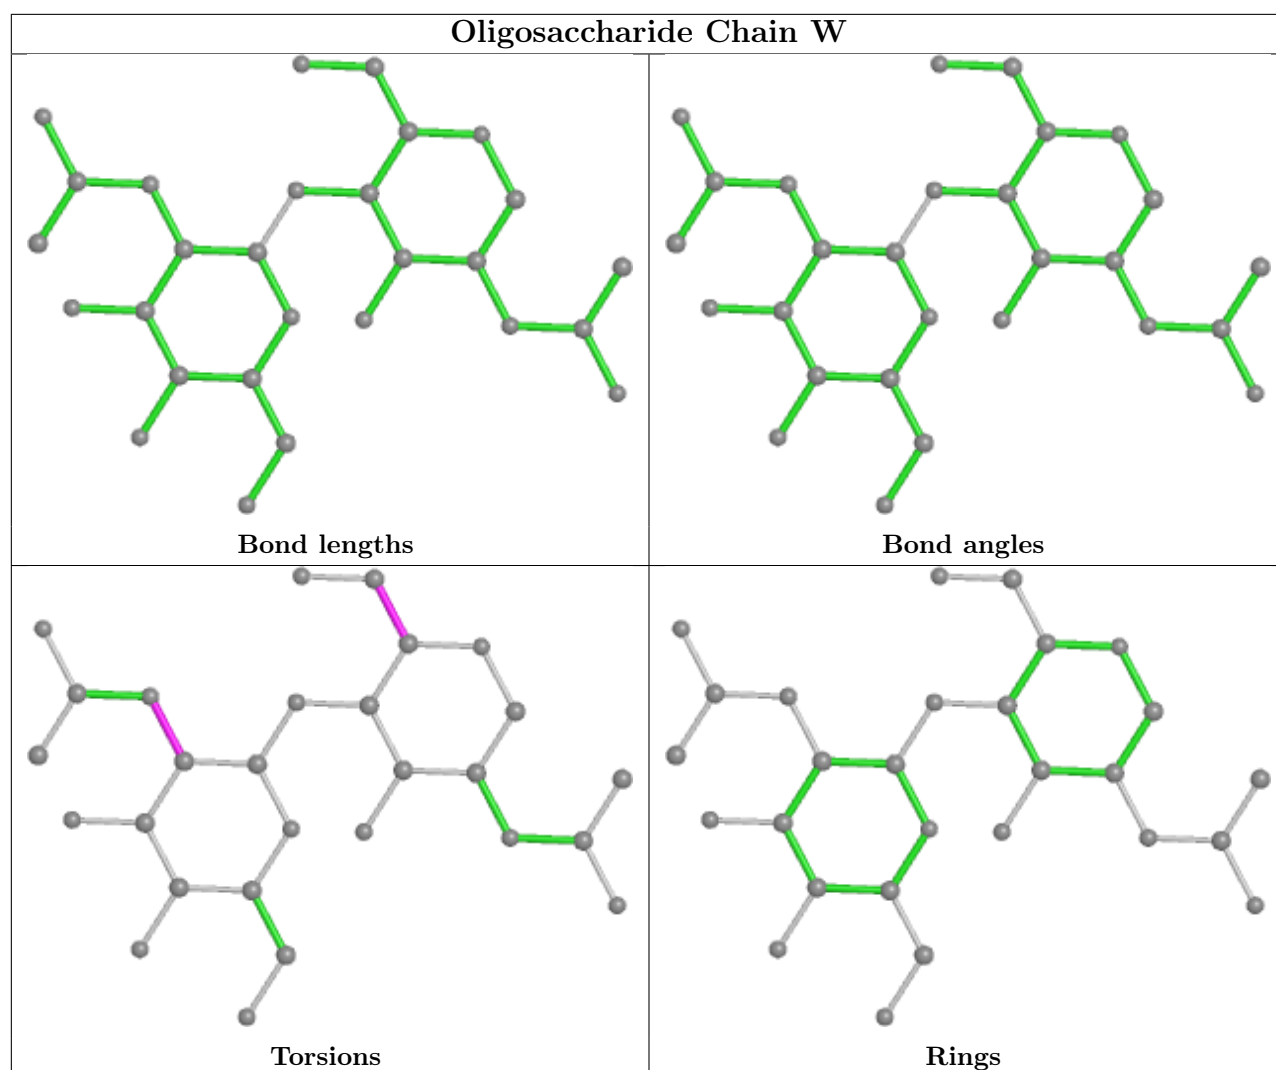 Oligosaccharide Chain W
Bond lengths
Bond angles
Torsions
Rings